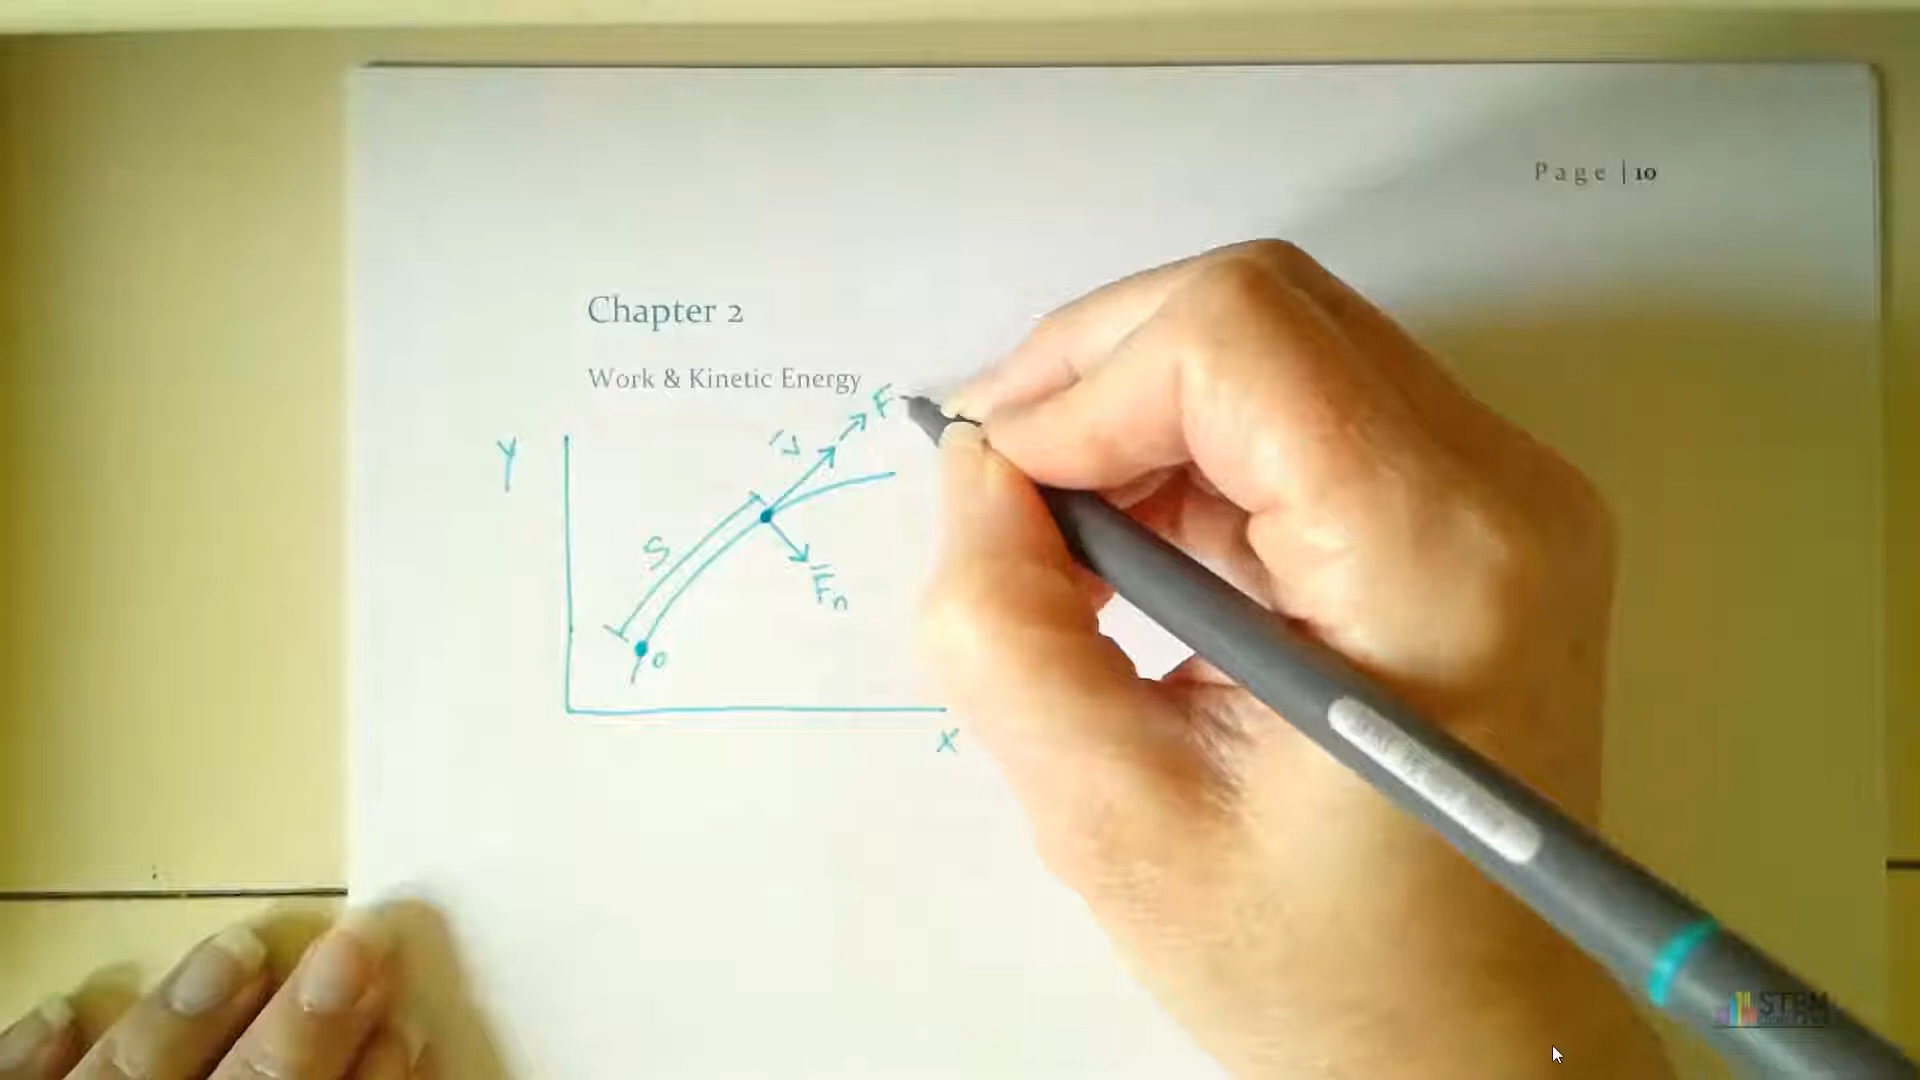 Page | 10
Chapter 2
Work & Kinetic Energy
F
V
Y
S
Fn
o
X